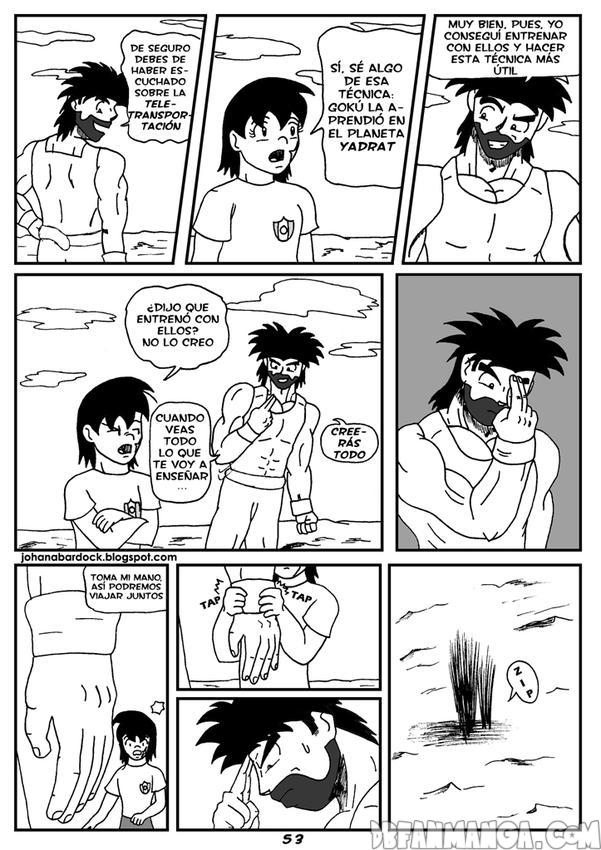 DE SEGURO
DEBES DE
HABER ES-
CUCHADO
SOBRE LA
TELE-
TRANSPOR-
TACIÓN
SÍ, SÉ ALGO
DE ESA
TÉCNICA:
GOKÚ LA A-
PRENDIÓ EN
EL PLANETA
YADRAT
MUY BIEN, PUES, YO
CONSEGUÍ ENTRENAR
CON ELLOS Y HACER
ESTA TÉCNICA MÁS
ÚTIL
¿DIJO QUE
ENTRENÓ CON
ELLOS?
NO LO CREO
CUANDO
VEAS
TODO
LO QUE
TE VOY A
ENSEÑAR
...
CREE-
RÁS
TODO
johanabardock.blogspot.com
TOMA MI MANO,
ASÍ PODREMOS
VIAJAR JUNTOS
TAP
TAP
ZIP
53
DBFANMANGA.COM